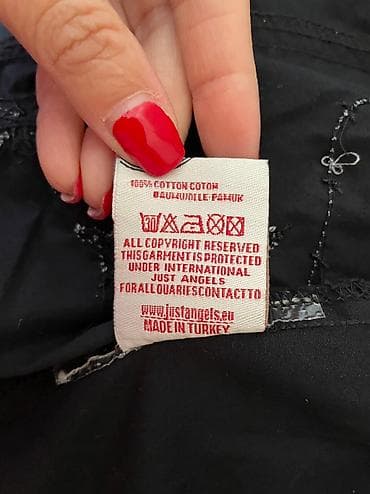 100% COTTON COTON
BAUMWOLLE-PAMUK
ALL COPYRIGHT RESERVED
THIS GARMENT IS PROTECTED
UNDER INTERNATIONAL
JUST ANGELS
FOR ALL QUARIES CONTACT TO
www.justangels.eu
MADE IN TURKEY